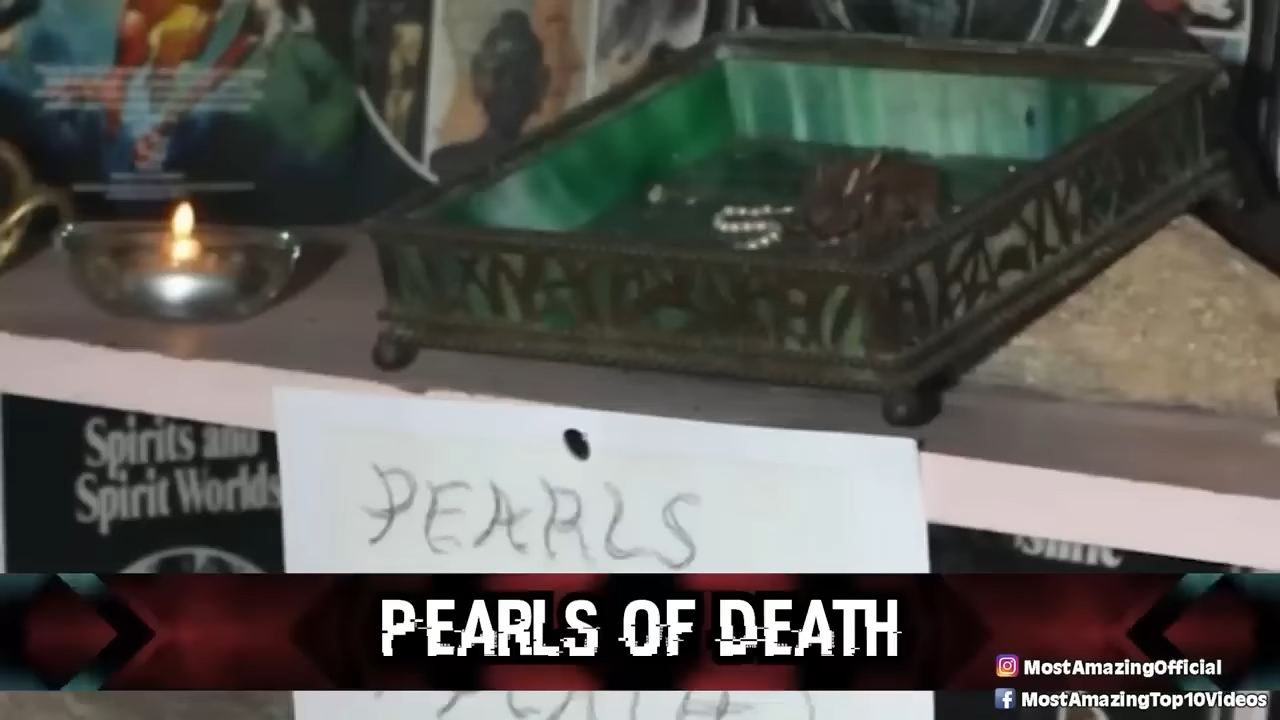 Spirits and
Spirit Worlds
PEARLS
PEARLS OF DEATH
MostAmazingOfficial
MostAmazingTop10Videos